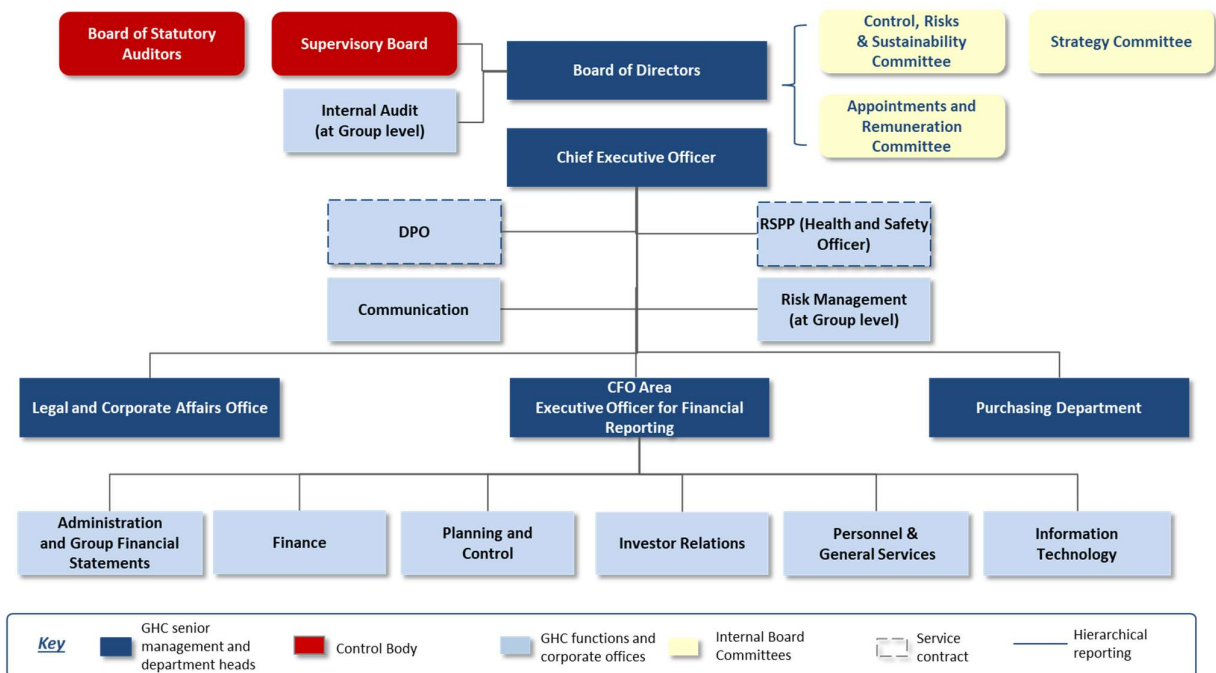 Board of Statutory
Auditors
Supervisory Board
Board of Directors
Control, Risks
& Sustainability
Committee
Strategy Committee
Internal Audit
(at Group level)
Appointments and
Remuneration
Committee
Chief Executive Officer
DPO
RSPP (Health and Safety
Officer)
Communication
Risk Management
(at Group level)
Legal and Corporate Affairs Office
CFO Area
Executive Officer for Financial
Reporting
Purchasing Department
Administration
and Group Financial
Statements
Finance
Planning and
Control
Investor Relations
Personnel &
General Services
Information
Technology
Key
GHC senior
management and
department heads
Control Body
GHC functions and
corporate offices
Internal Board
Committees
Service
contract
Hierarchical
reporting